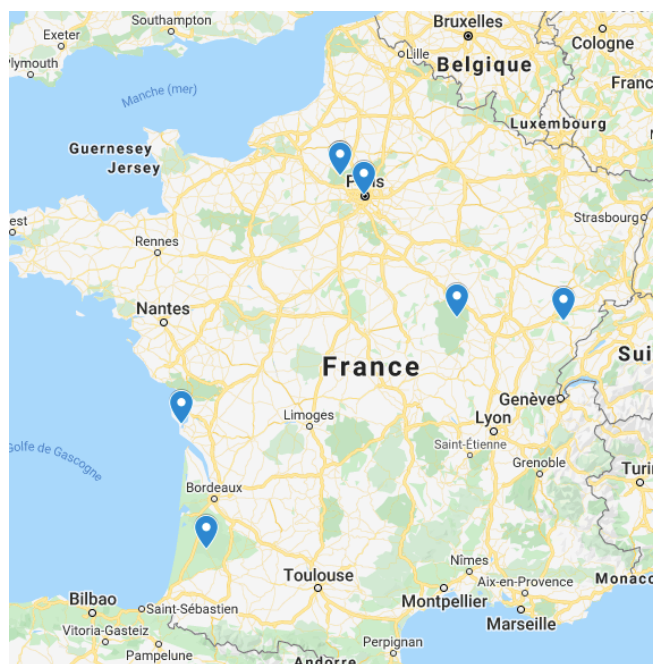 Southampton
Exeter
Plymouth
Bruxelles
Lille
Belgique
Cologne
Franc
Manche (mer)
Luxembourg
Guernesey
Jersey
Strasbourg
est
Rennes
Nantes
France
Sui
Genève
Limoges
Lyon
Saint-Étienne
Golfe de Gascogne
Grenoble
Turin
Bordeaux
Nîmes
Toulouse
Aix-en-Provence
Monaco
Montpellier
Bilbao
Saint-Sébastien
Marseille
Vitoria-Gasteiz
Perpignan
Pampelune
Andorre